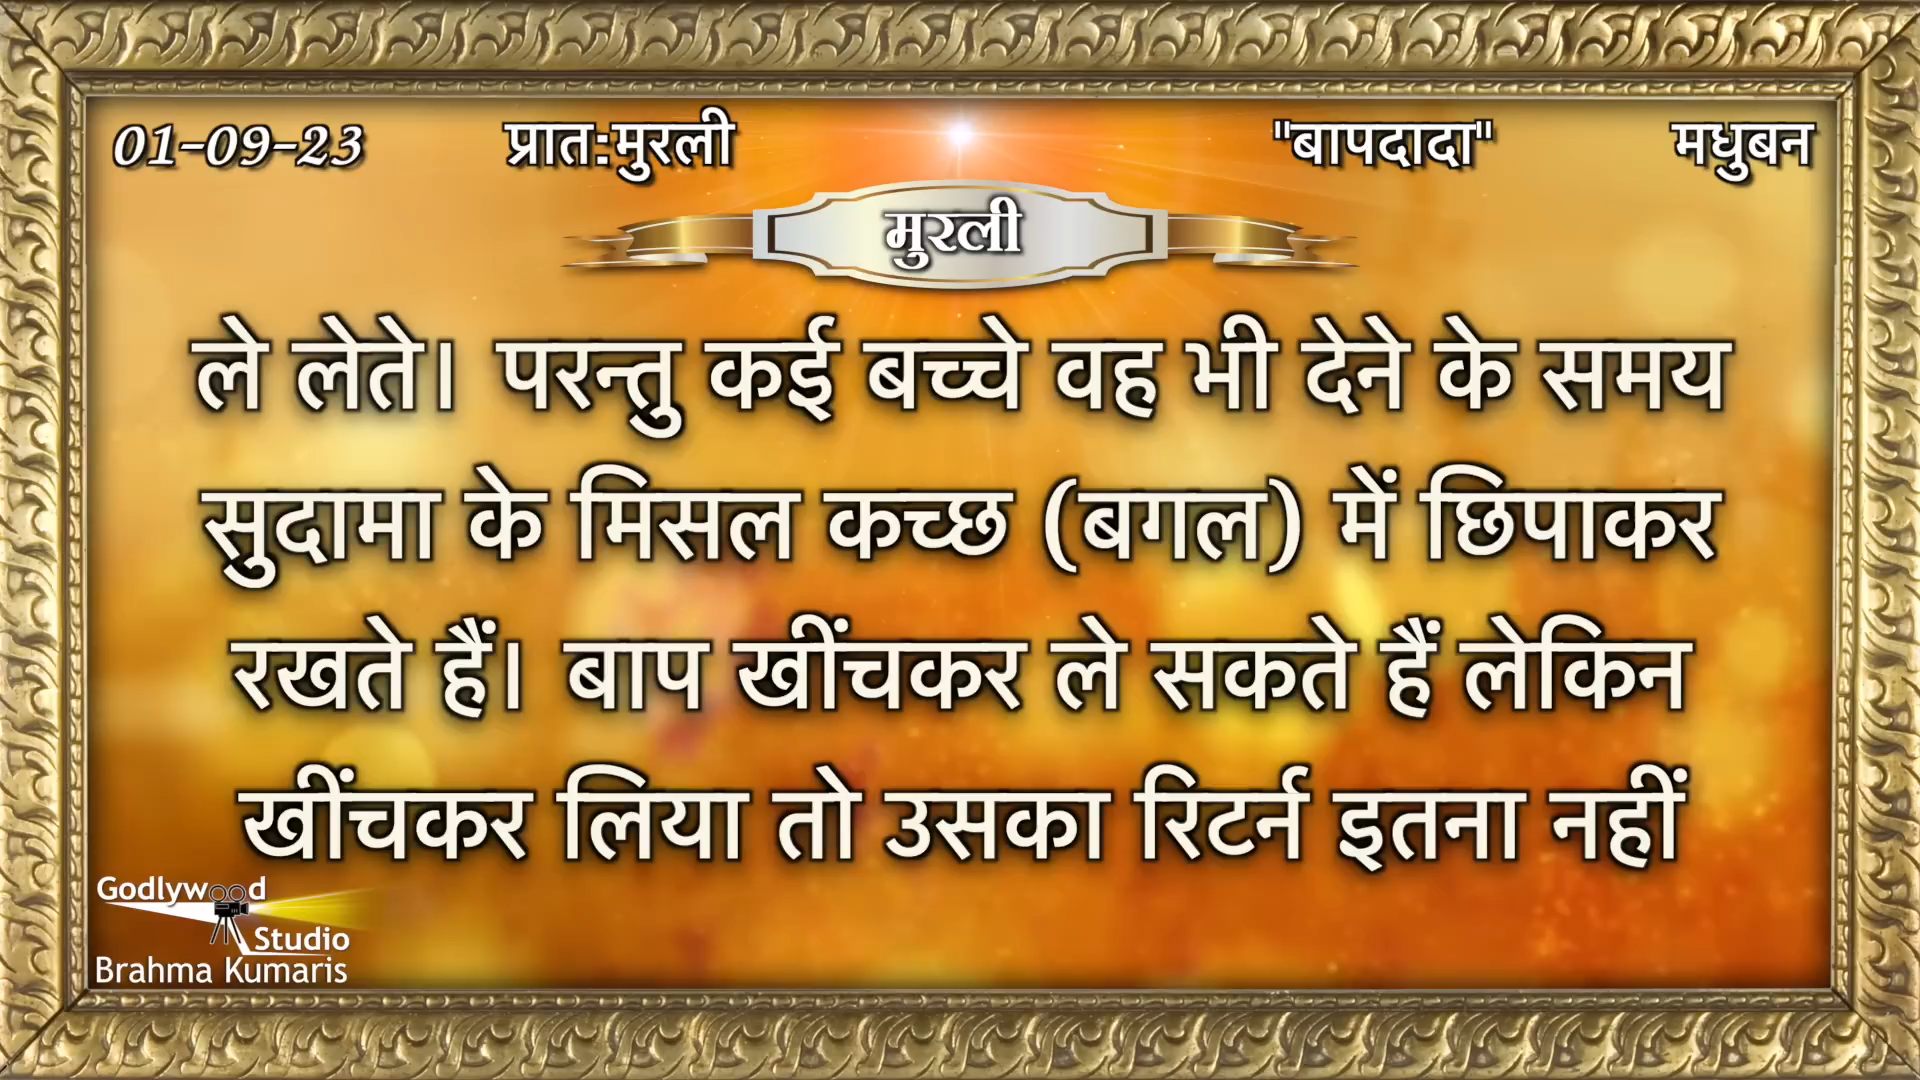 01-09-23 प्रात:मुरली "बापदादा" मधुबन
मुरली
ले लेते। परन्तु कई बच्चे वह भी देने के समय
सुदामा के मिसल कच्छ (बगल) में छिपाकर
रखते हैं। बाप खींचकर ले सकते हैं लेकिन
खींचकर लिया तो उसका रिटर्न इतना नहीं
Godlywood
Studio
Brahma Kumaris